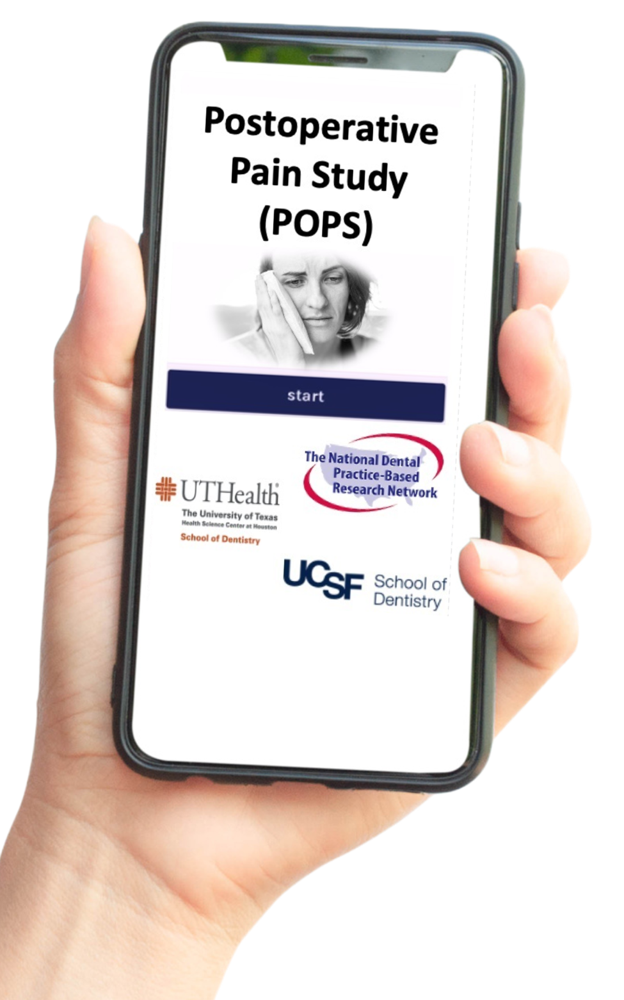 Postoperative
Pain Study
(POPS)
start
The National Dental
Practice-Based
Research Network
UTHealth®
The University of Texas
Health Science Center at Houston
School of Dentistry
UCSF School of
Dentistry